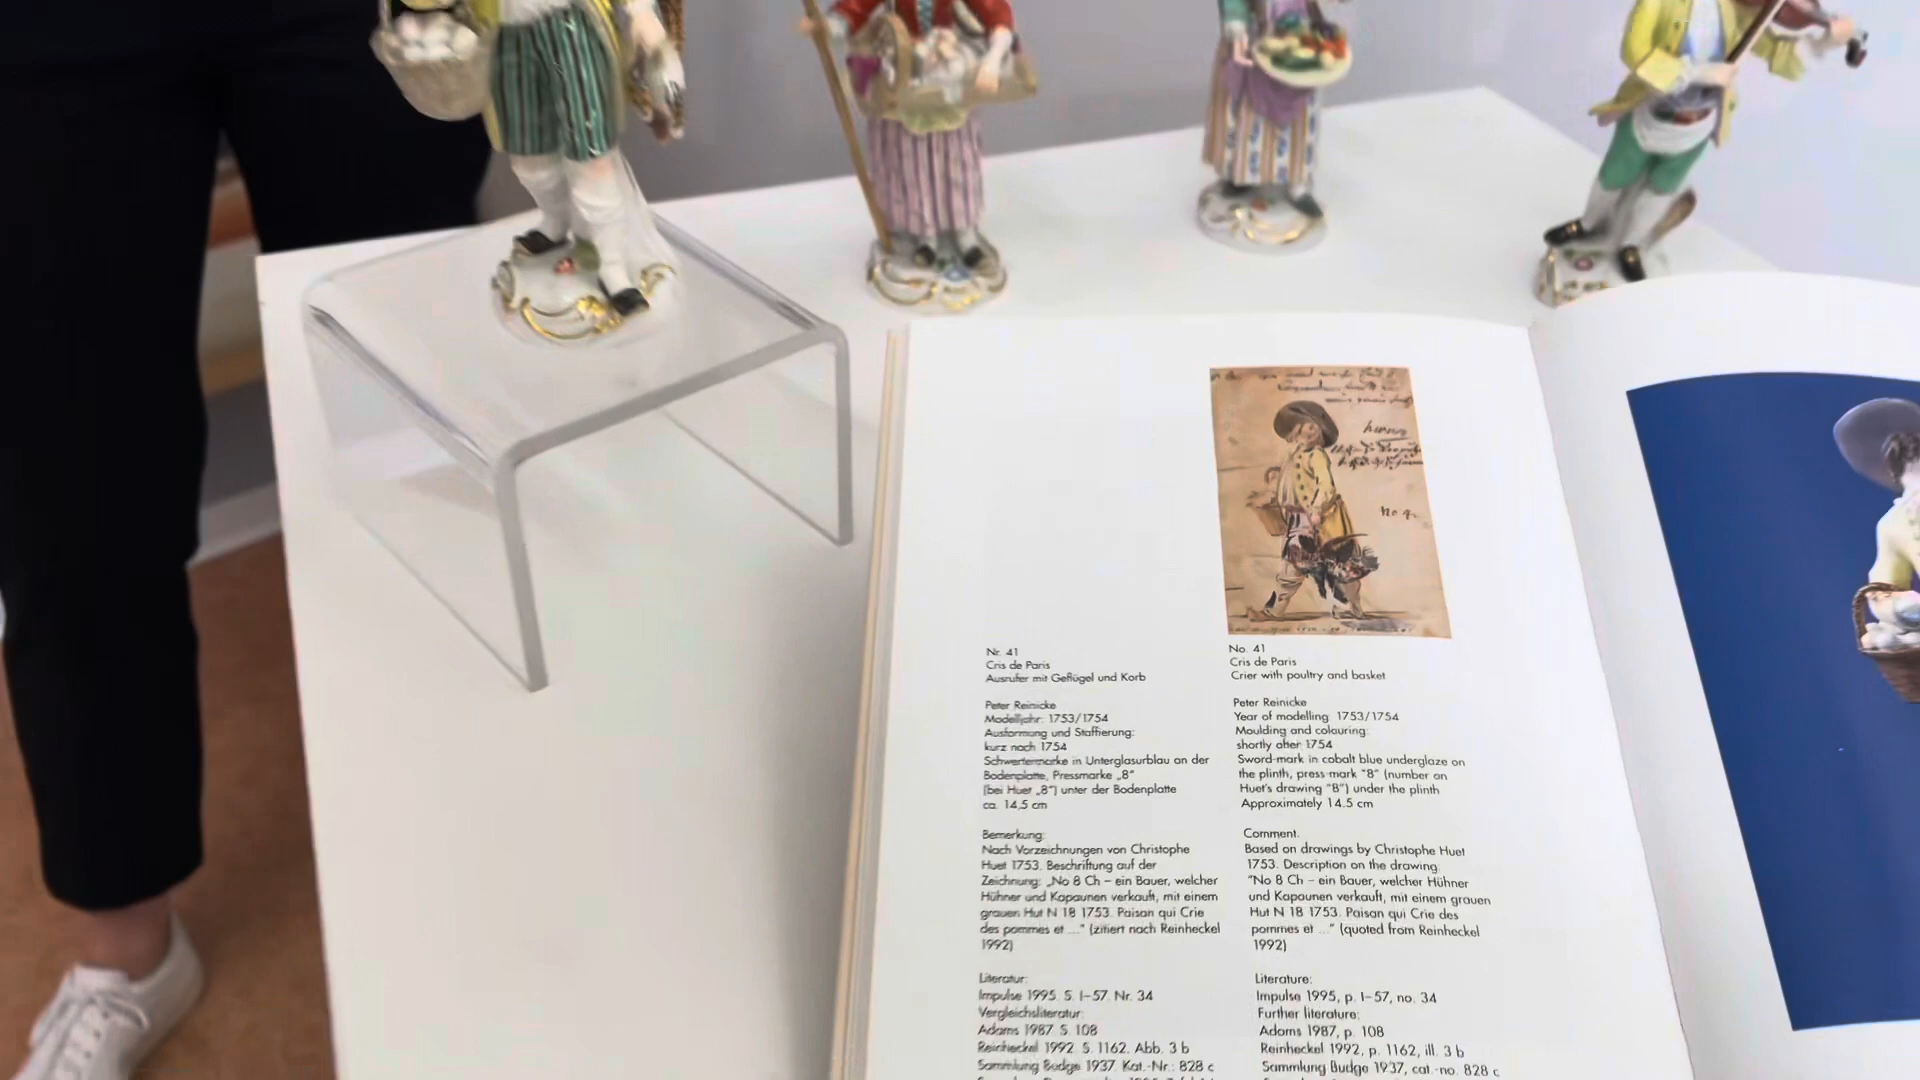 No 4.
Nr. 41
Cris de Paris
Ausrufer mit Geflügel und Korb
Peter Reinicke
Modelljahr: 1753/1754
Ausformung und Staffierung:
kurz nach 1754
Schwertermarke in Unterglasurblau an der
Bodenplatte, Pressmarke „8"
(bei Huet „8") unter der Bodenplatte
ca. 14,5 cm
Bemerkung:
Nach Vorzeichnungen von Christophe
Huet 1753. Beschriftung auf der
Zeichnung: „No 8 Ch – ein Bauer, welcher
Hühner und Kapaunen verkauft, mit einem
grauen Hut N 18 1753. Paisan qui Crie
des pommes et ..." (zitiert nach Reinheckel
1992)
Literatur:
Impulse 1995, S. I–57, Nr. 34
Vergleichsliteratur:
Adams 1987 S. 108
Reinheckel 1992 S. 1162, Abb. 3 b
Sammlung Budge 1937, Kat.-Nr.: 828 c
No. 41
Cris de Paris
Crier with poultry and basket
Peter Reinicke
Year of modelling: 1753/1754
Moulding and colouring:
shortly after 1754
Sword-mark in cobalt blue underglaze on
the plinth, press-mark "8" (number on
Huet's drawing "8") under the plinth
Approximately 14.5 cm
Comment:
Based on drawings by Christophe Huet
1753. Description on the drawing:
"No 8 Ch – ein Bauer, welcher Hühner
und Kapaunen verkauft, mit einem grauen
Hut N 18 1753. Paisan qui Crie des
pommes et ..." (quoted from Reinheckel
1992)
Literature:
Impulse 1995, p. I–57, no. 34
Further literature:
Adams 1987, p. 108
Reinheckel 1992, p. 1162, ill. 3 b
Sammlung Budge 1937, cat.-no. 828 c